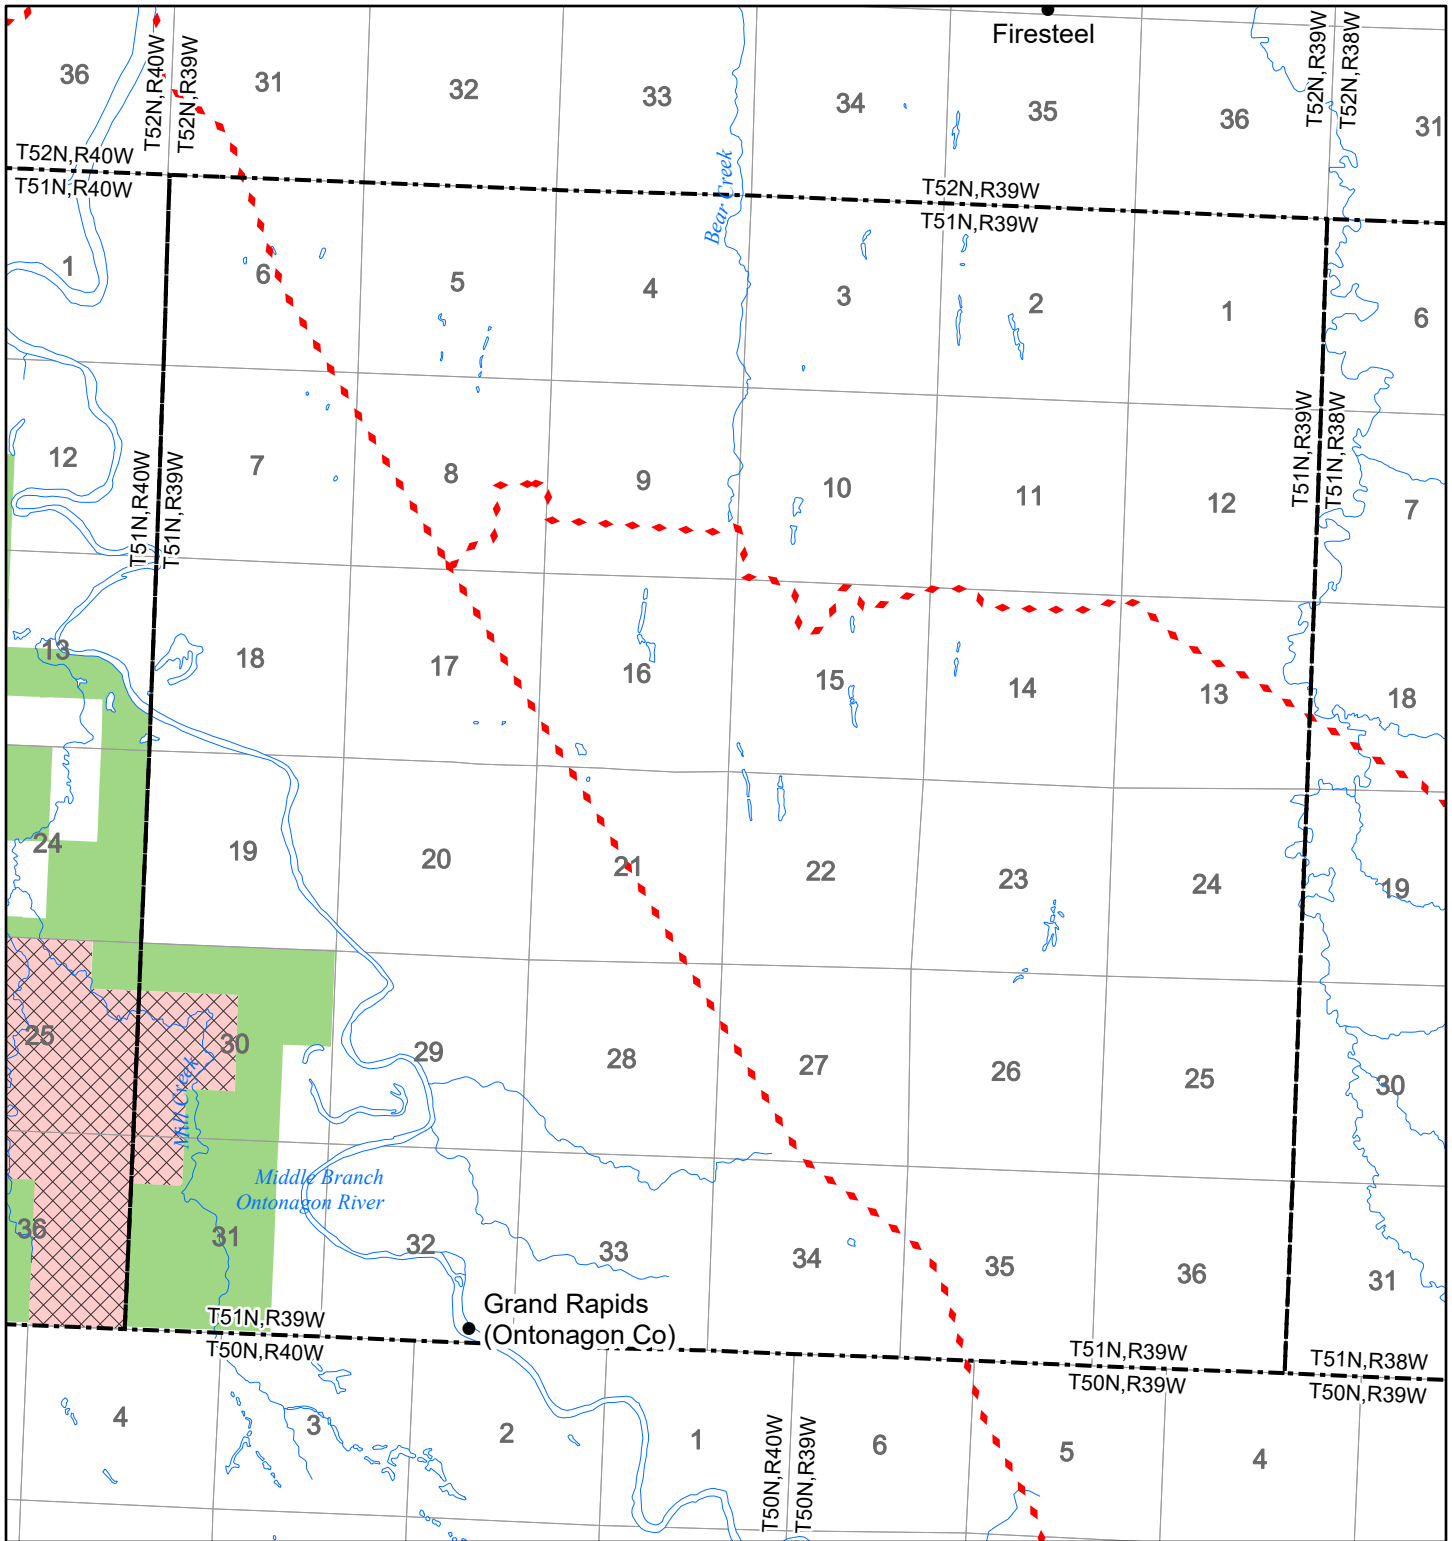 Firesteel
T52N,R40W
T52N,R39W
T52N,R39W
T52N,R38W
36
31
32
33
34
35
36
31
T52N,R40W
T51N,R40W
T52N,R39W
T51N,R39W
Bear Creek
1
6
5
4
3
2
1
6
T51N,R40W
T51N,R39W
T51N,R39W
T51N,R38W
12
7
8
9
10
11
12
7
13
18
17
16
15
14
13
18
24
19
20
21
22
23
24
19
25
30
29
28
27
26
25
30
Mill Creek
Middle Branch
Ontonagon River
36
31
32
33
34
35
36
31
Grand Rapids
(Ontonagon Co)
T51N,R39W
T50N,R40W
T51N,R39W
T50N,R39W
T51N,R38W
T50N,R39W
4
3
2
1
T50N,R40W
T50N,R39W
6
5
4